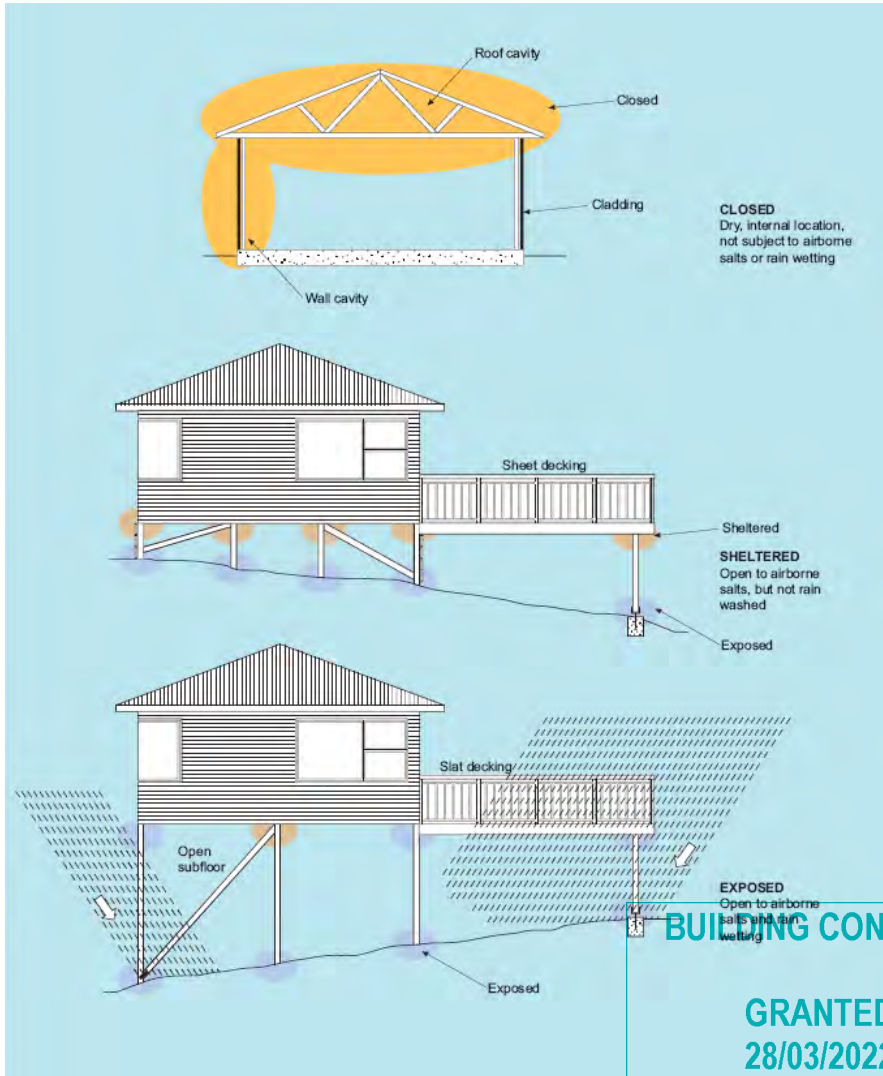 Roof cavity
Closed
Cladding
CLOSED
Dry, internal location,
not subject to airborne
salts or rain wetting
Wall cavity
Sheet decking
Sheltered
SHELTERED
Open to airborne
salts, but not rain
washed
Exposed
Slat decking
Open
subfloor
EXPOSED
Open to airborne
salts and rain
wetting
Exposed
BUILDING CON
GRANTED
28/03/2022